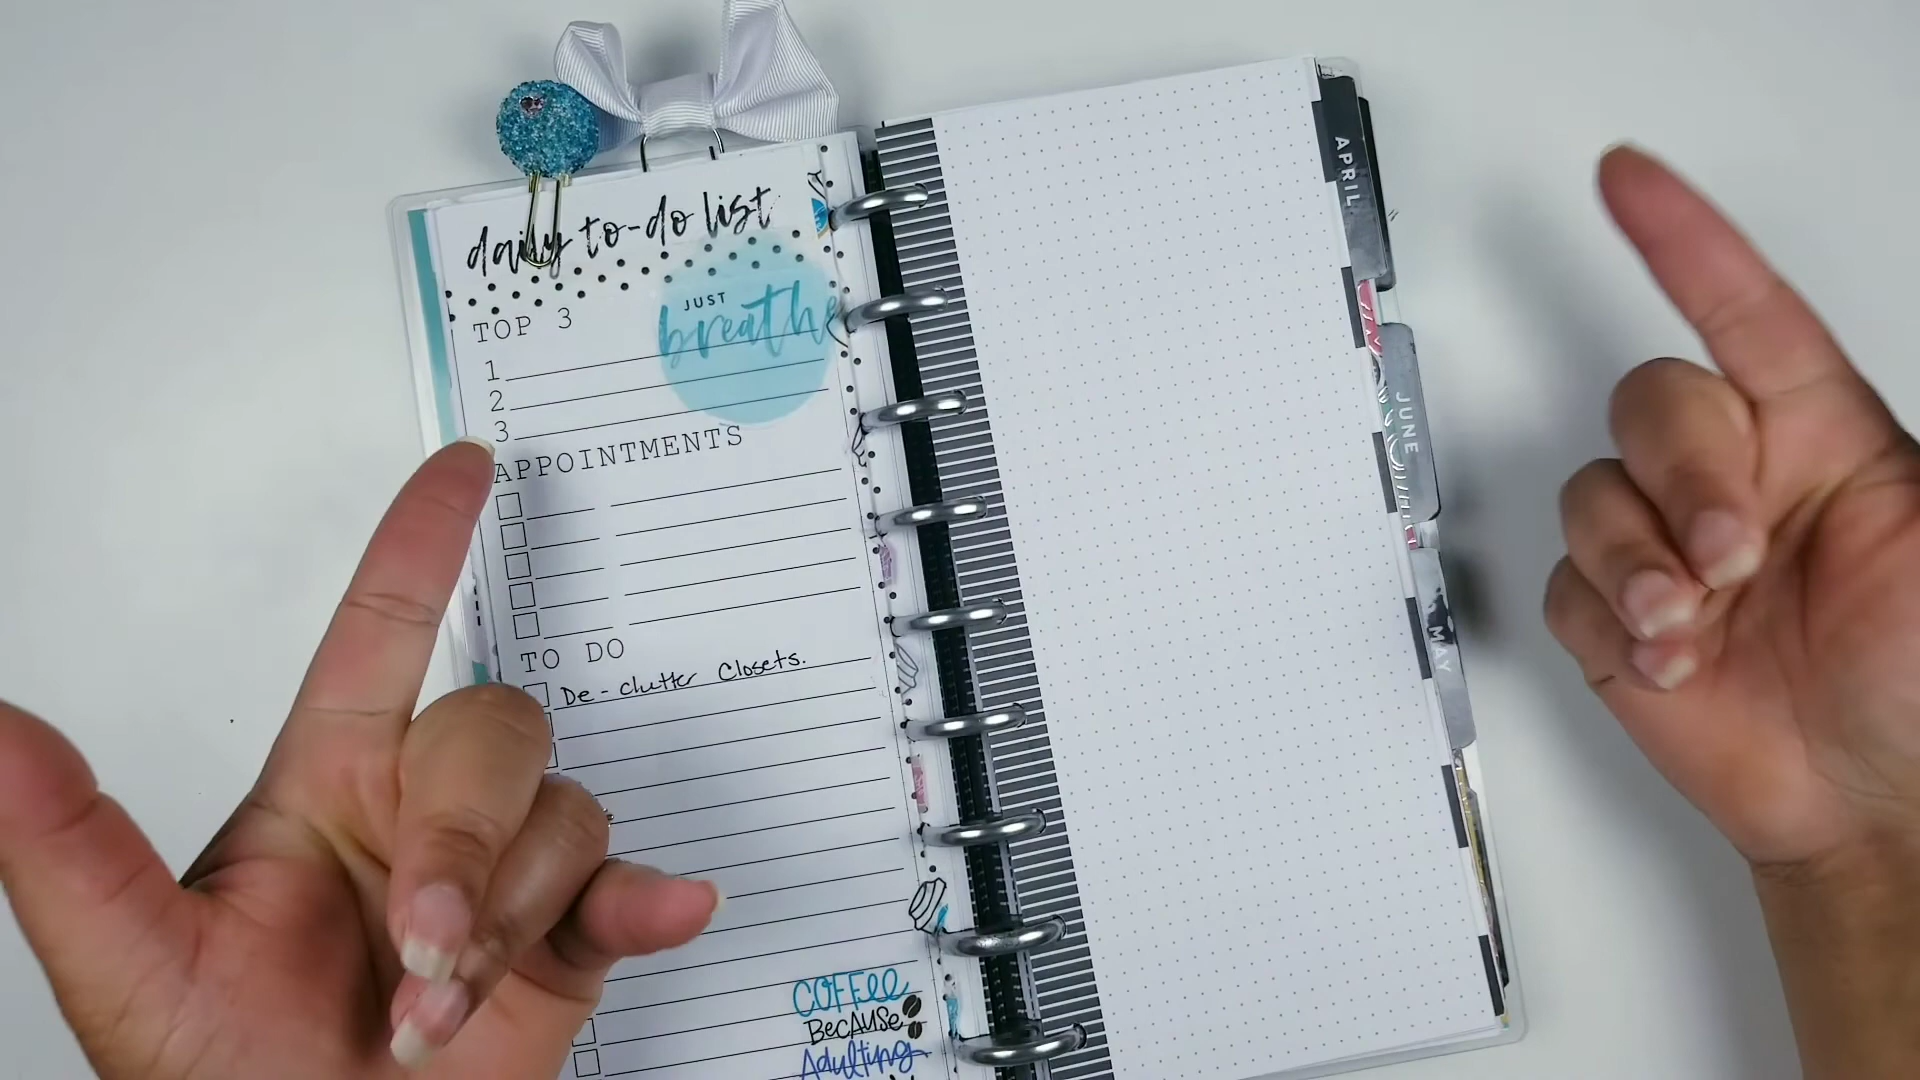 daily to-do list
JUST
breathe
TOP 3
1
2
3
APPOINTMENTS
TO DO
De-clutter Closets.
COFFEE
BECAUSE
Adulting
APRIL
JUNE
MAY